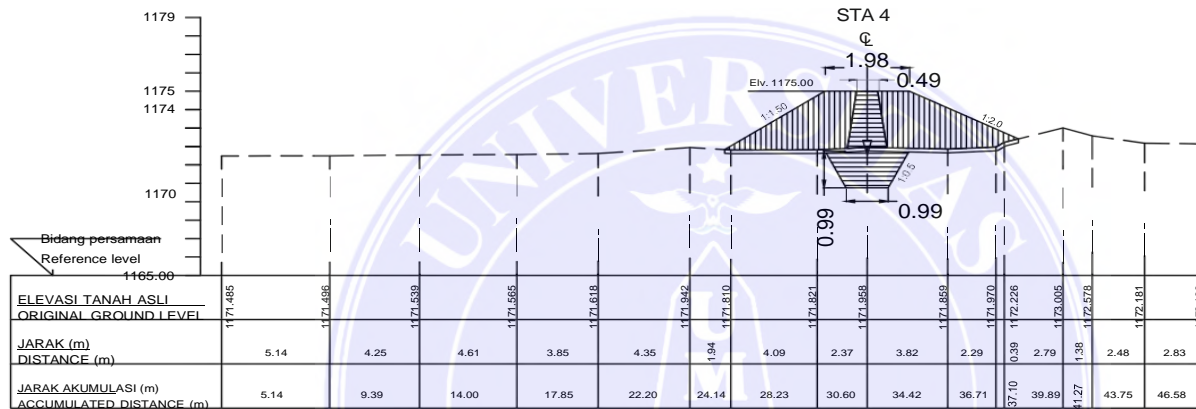 STA 4
1179
℄
1.98
0.49
Elv. 1175.00
1175
1174
1:1.50
1:2.0
1170
1:0.5
0.99
0.99
Bidang persamaan
Reference level
1165.00
ELEVASI TANAH ASLI
ORIGINAL GROUND LEVEL
1171.485 1171.496 1171.539 1171.565 1171.618 1171.942 1171.810 1171.821 1171.958 1171.859 1171.970 1172.226 1173.005 1172.578 1172.181
JARAK (m)
DISTANCE (m)
5.14 4.25 4.61 3.85 4.35 1.94 4.09 2.37 3.82 2.29 0.39 2.79 1.38 2.48 2.83
JARAK AKUMULASI (m)
ACCUMULATED DISTANCE (m)
5.14 9.39 14.00 17.85 22.20 24.14 28.23 30.60 34.42 36.71 37.10 39.89 41.27 43.75 46.58
UNIVERSITAS
UM